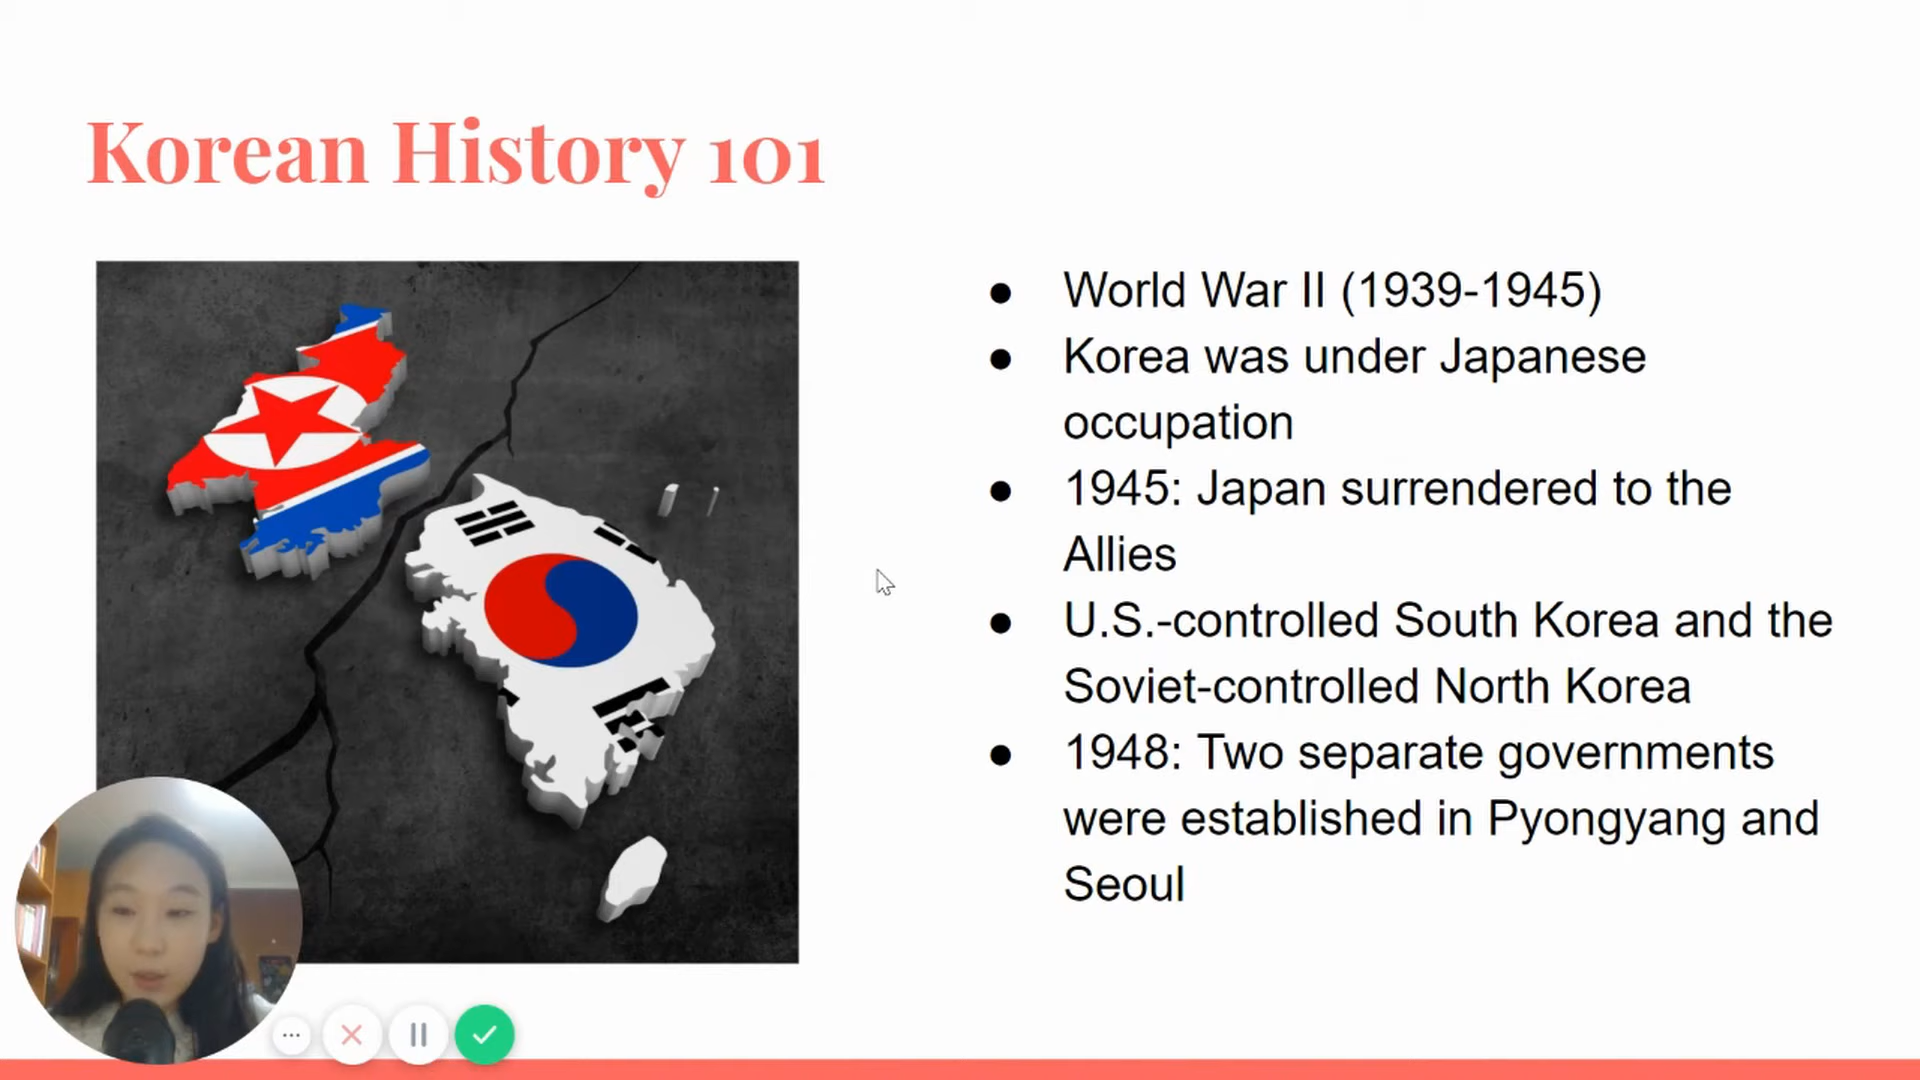 Korean History 101
● World War II (1939-1945)
● Korea was under Japanese
occupation
● 1945: Japan surrendered to the
Allies
● U.S.-controlled South Korea and the
Soviet-controlled North Korea
● 1948: Two separate governments
were established in Pyongyang and
Seoul